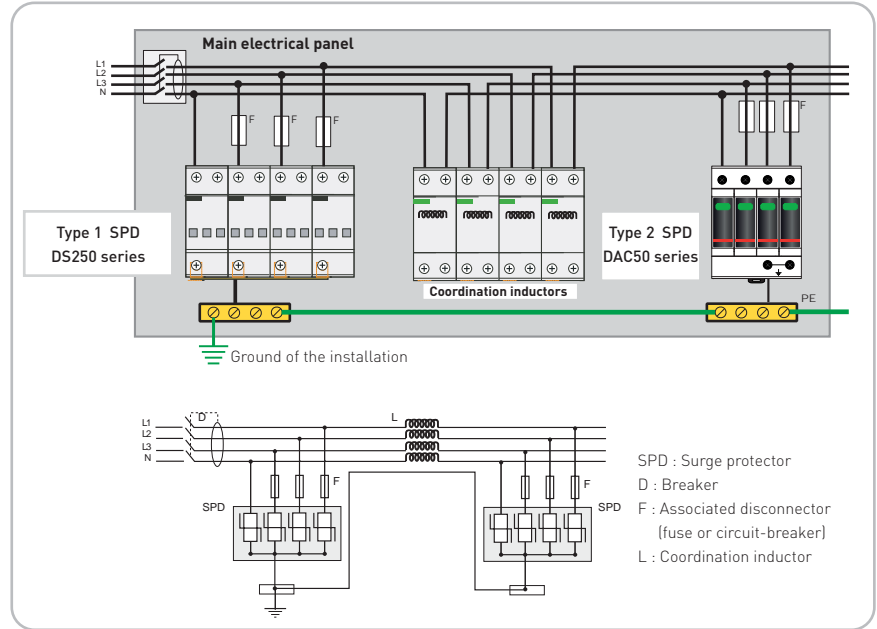 Main electrical panel
L1
L2
L3
N
F
F
F
F
Type 1 SPD
DS250 series
Coordination inductors
Type 2 SPD
DAC50 series
PE
Ground of the installation
D
L
L1
L2
L3
N
F
F
SPD
SPD
SPD : Surge protector
D : Breaker
F : Associated disconnector
(fuse or circuit-breaker)
L : Coordination inductor